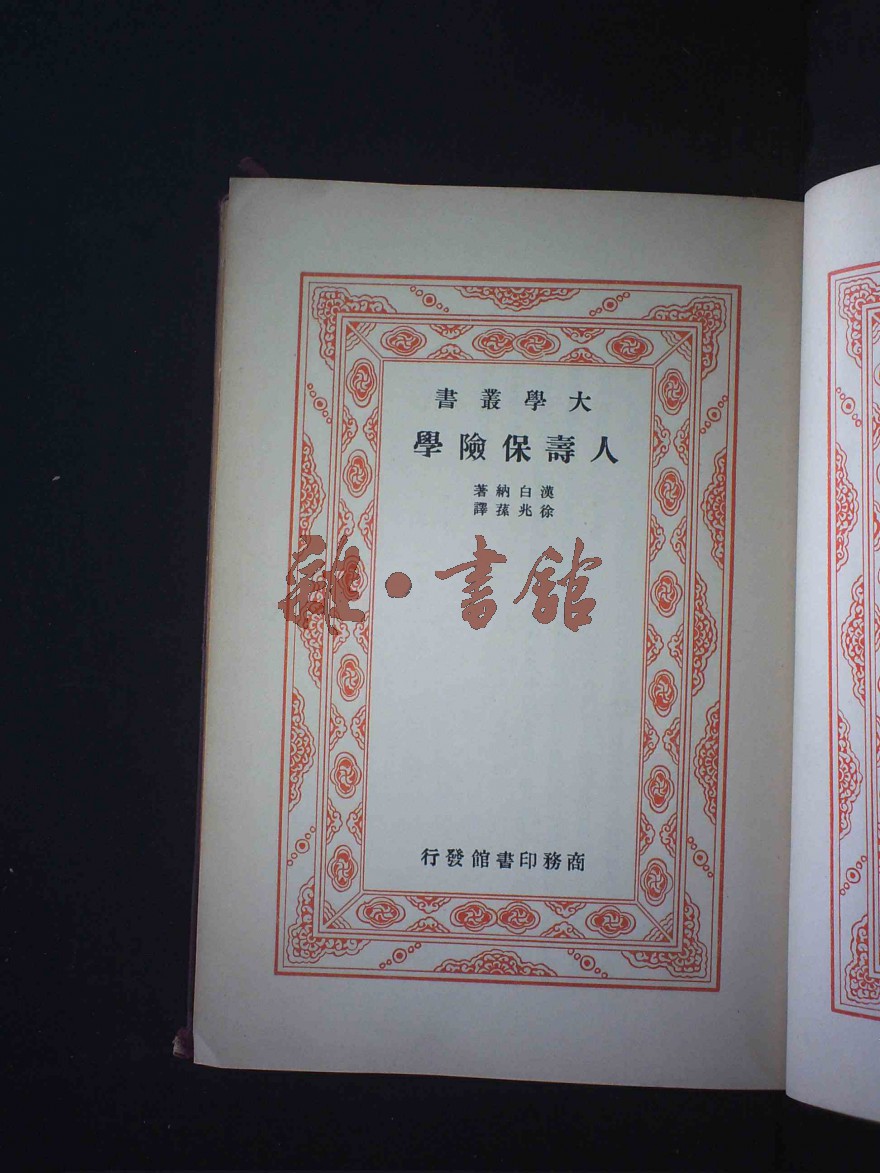 大學叢書
人壽保險學
漢白納著
徐兆蓀譯
雜·書館
商務印書館發行